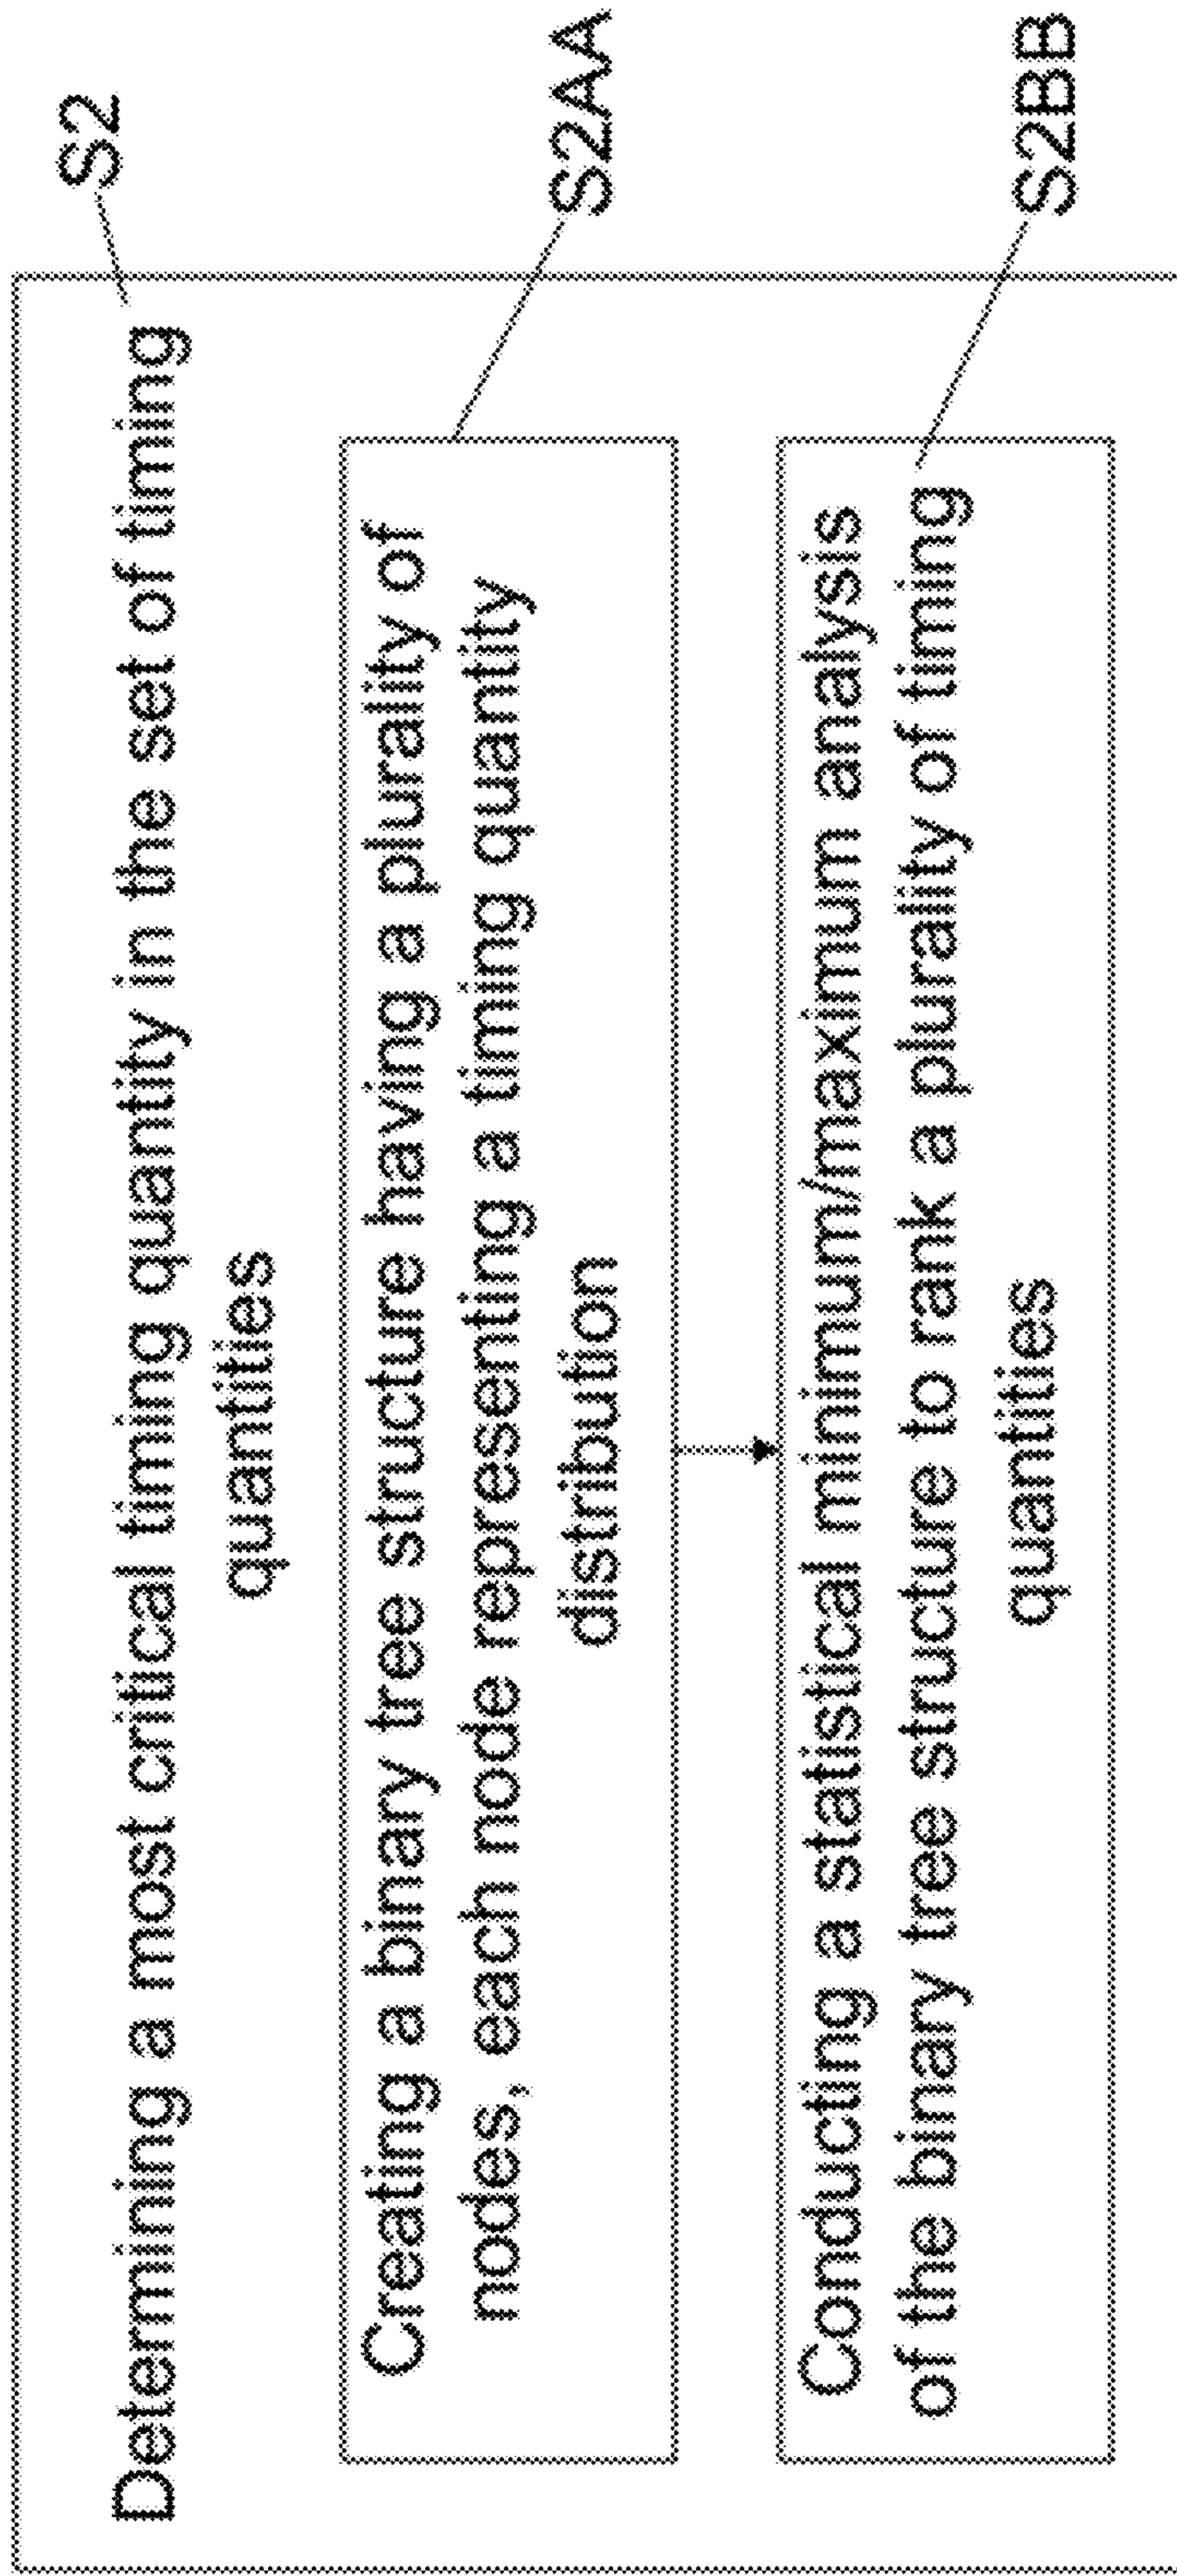 S2
Determining a most critical timing quantity in the set of timing
quantities
S2AA
Creating a binary tree structure having a plurality of
nodes, each node representing a timing quantity
distribution
S2BB
Conducting a statistical minimum/maximum analysis
of the binary tree structure to rank a plurality of timing
quantities